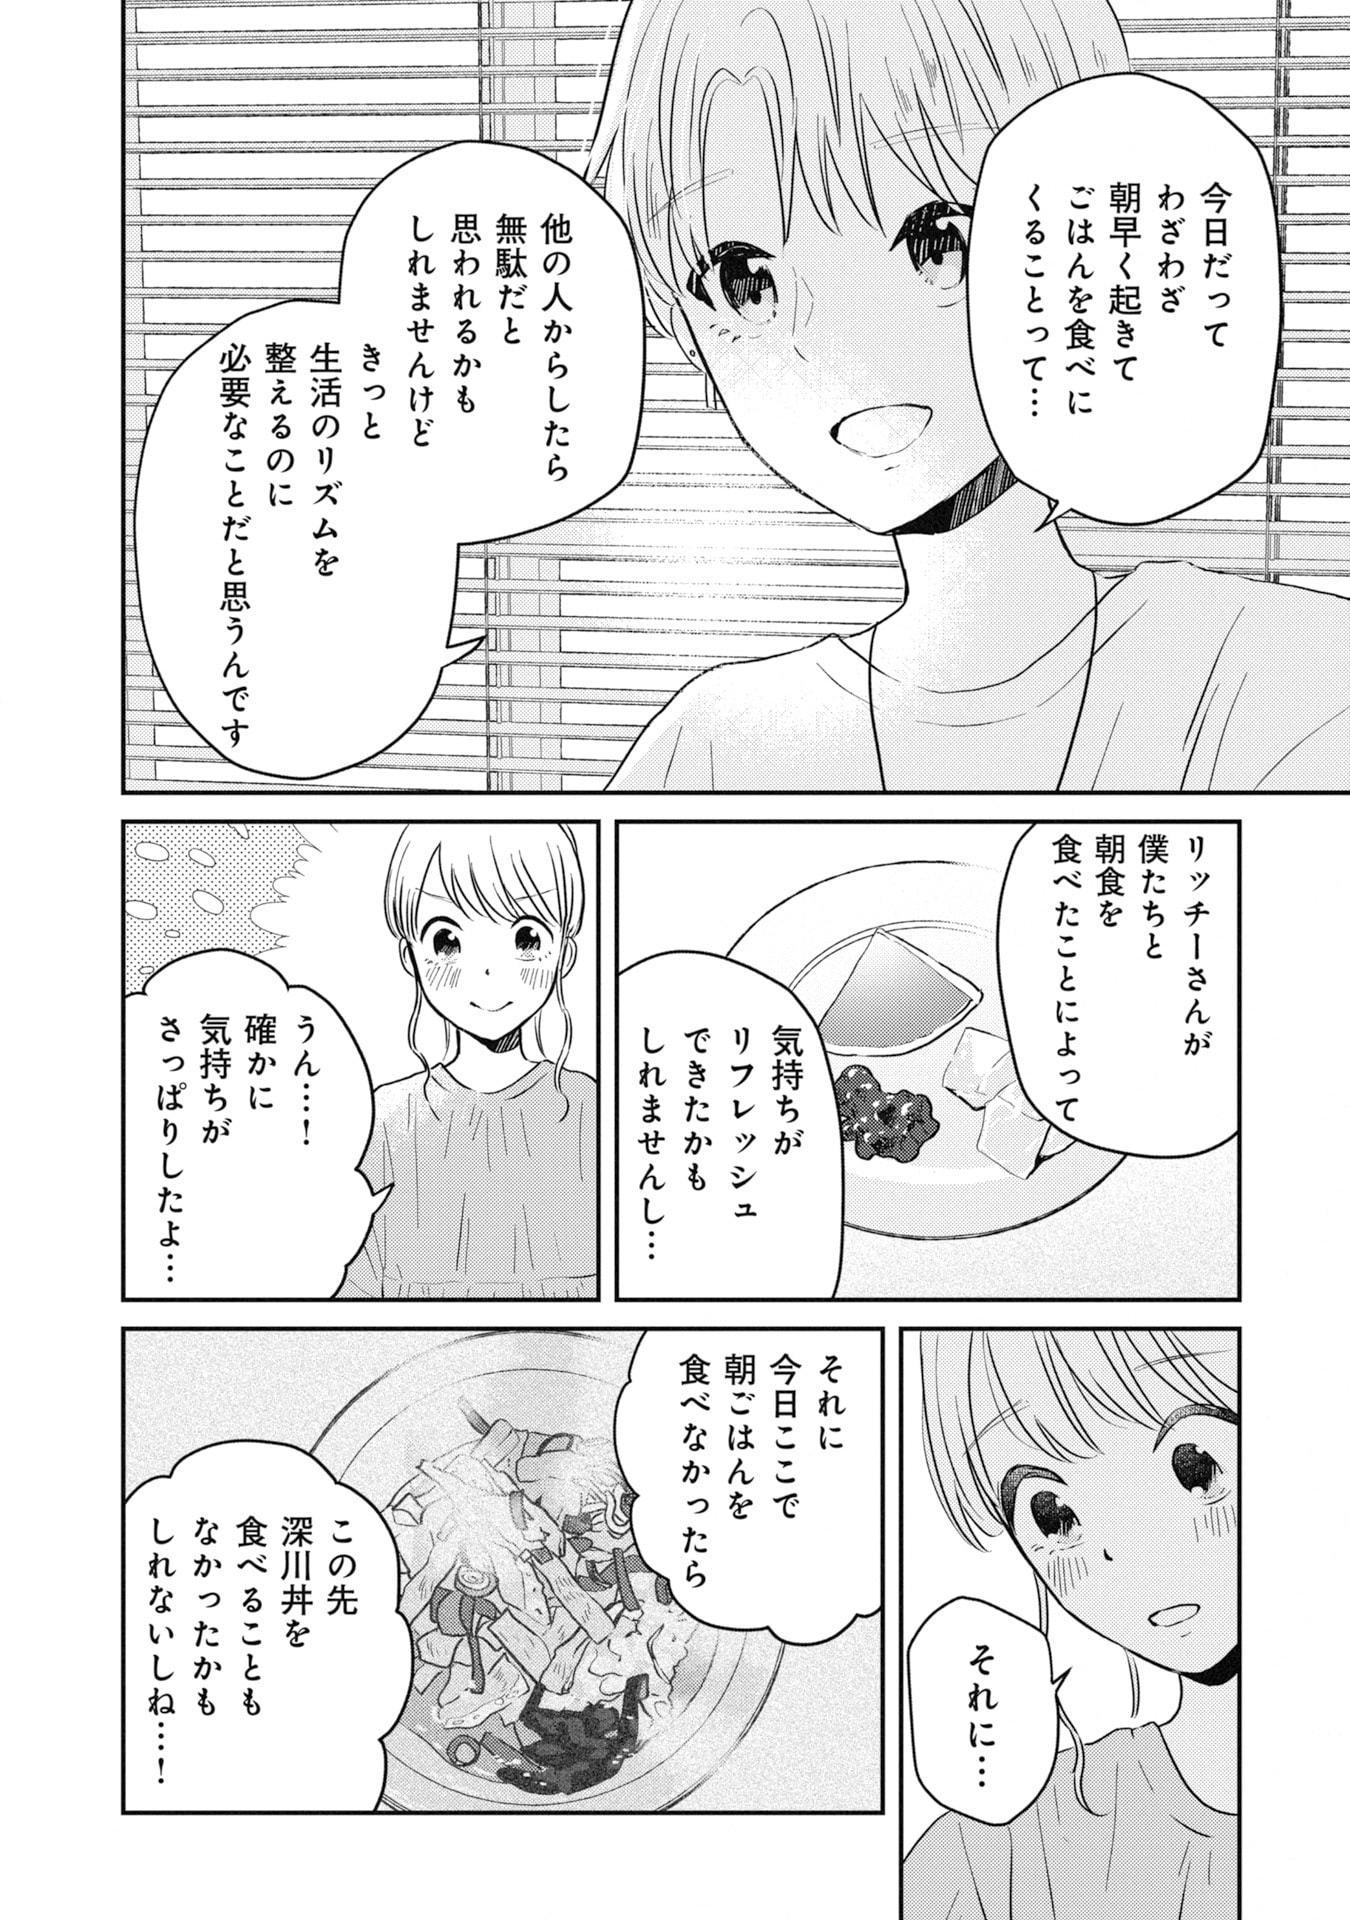 今日だって
わざわざ
朝早く起きて
ごはんを食べに
くることって…
他の人からしたら
無駄だと
思われるかも
しれませんけど
きっと
生活のリズムを
整えるのに
必要なことだと思うんです
リッチーさんが
僕たちと
朝食を
食べたことによって
気持ちが
リフレッシュ
できたかも
しれませんし…
うん…!
確かに
気持ちが
さっぱりしたよ…
それに…
それに
今日ここで
朝ごはんを
食べなかったら
この先
深川丼を
食べることも
なかったかも
しれないしね…!